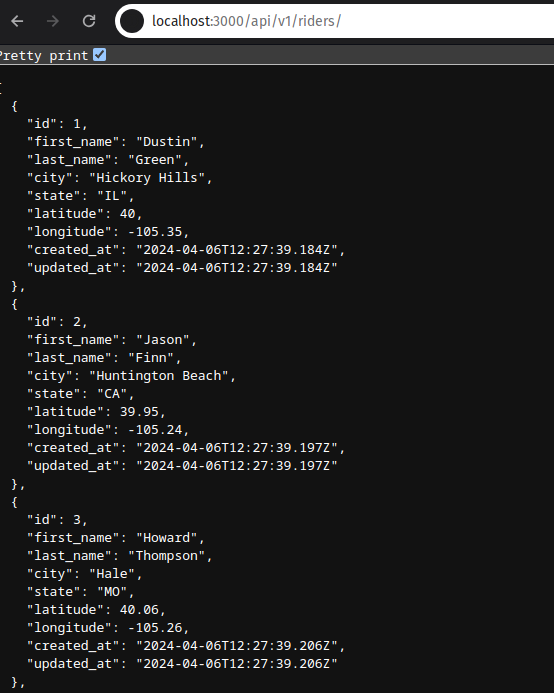 localhost:3000/api/v1/riders/
Pretty print
[
{
"id": 1,
"first_name": "Dustin",
"last_name": "Green",
"city": "Hickory Hills",
"state": "IL",
"latitude": 40,
"longitude": -105.35,
"created_at": "2024-04-06T12:27:39.184Z",
"updated_at": "2024-04-06T12:27:39.184Z"
},
{
"id": 2,
"first_name": "Jason",
"last_name": "Finn",
"city": "Huntington Beach",
"state": "CA",
"latitude": 39.95,
"longitude": -105.24,
"created_at": "2024-04-06T12:27:39.197Z",
"updated_at": "2024-04-06T12:27:39.197Z"
},
{
"id": 3,
"first_name": "Howard",
"last_name": "Thompson",
"city": "Hale",
"state": "MO",
"latitude": 40.06,
"longitude": -105.26,
"created_at": "2024-04-06T12:27:39.206Z",
"updated_at": "2024-04-06T12:27:39.206Z"
},